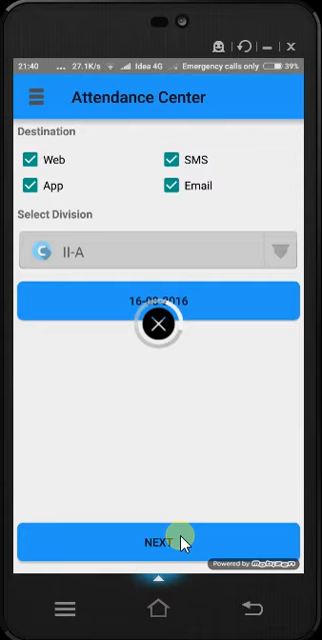 21:40 ... 27.1K/s Idea 4G Emergency calls only 39%
Attendance Center
Destination
Web SMS
App Email
Select Division
C II-A
16-08-2016
NEXT
Powered by Mobizen